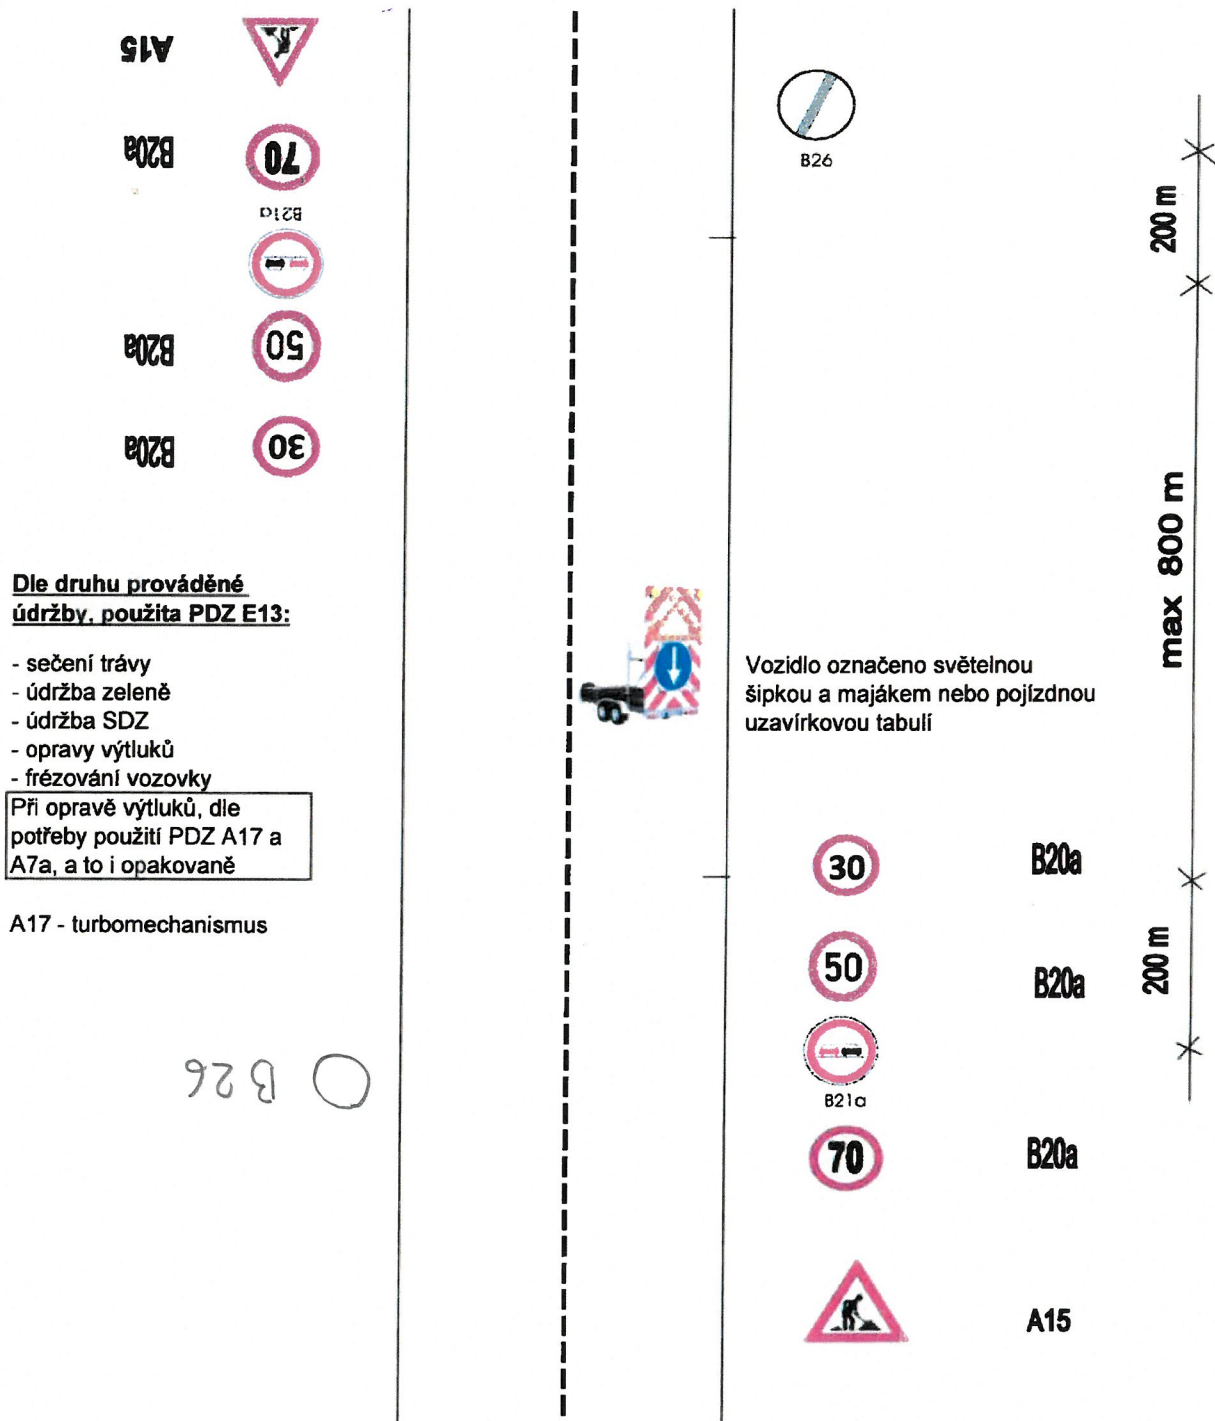 A15
B20a
70
B21a
B20a
50
B20a
30
B26
200 m
max 800 m
Dle druhu prováděné
údržby, použita PDZ E13:
- sečení trávy
- údržba zeleně
- údržba SDZ
- opravy výtluků
- frézování vozovky
Při opravě výtluků, dle
potřeby použití PDZ A17 a
A7a, a to i opakovaně
A17 - turbomechanismus
B26
Vozidlo označeno světelnou
šipkou a majákem nebo pojízdnou
uzavírkovou tabulí
30
B20a
200 m
50
B20a
B21a
70
B20a
A15